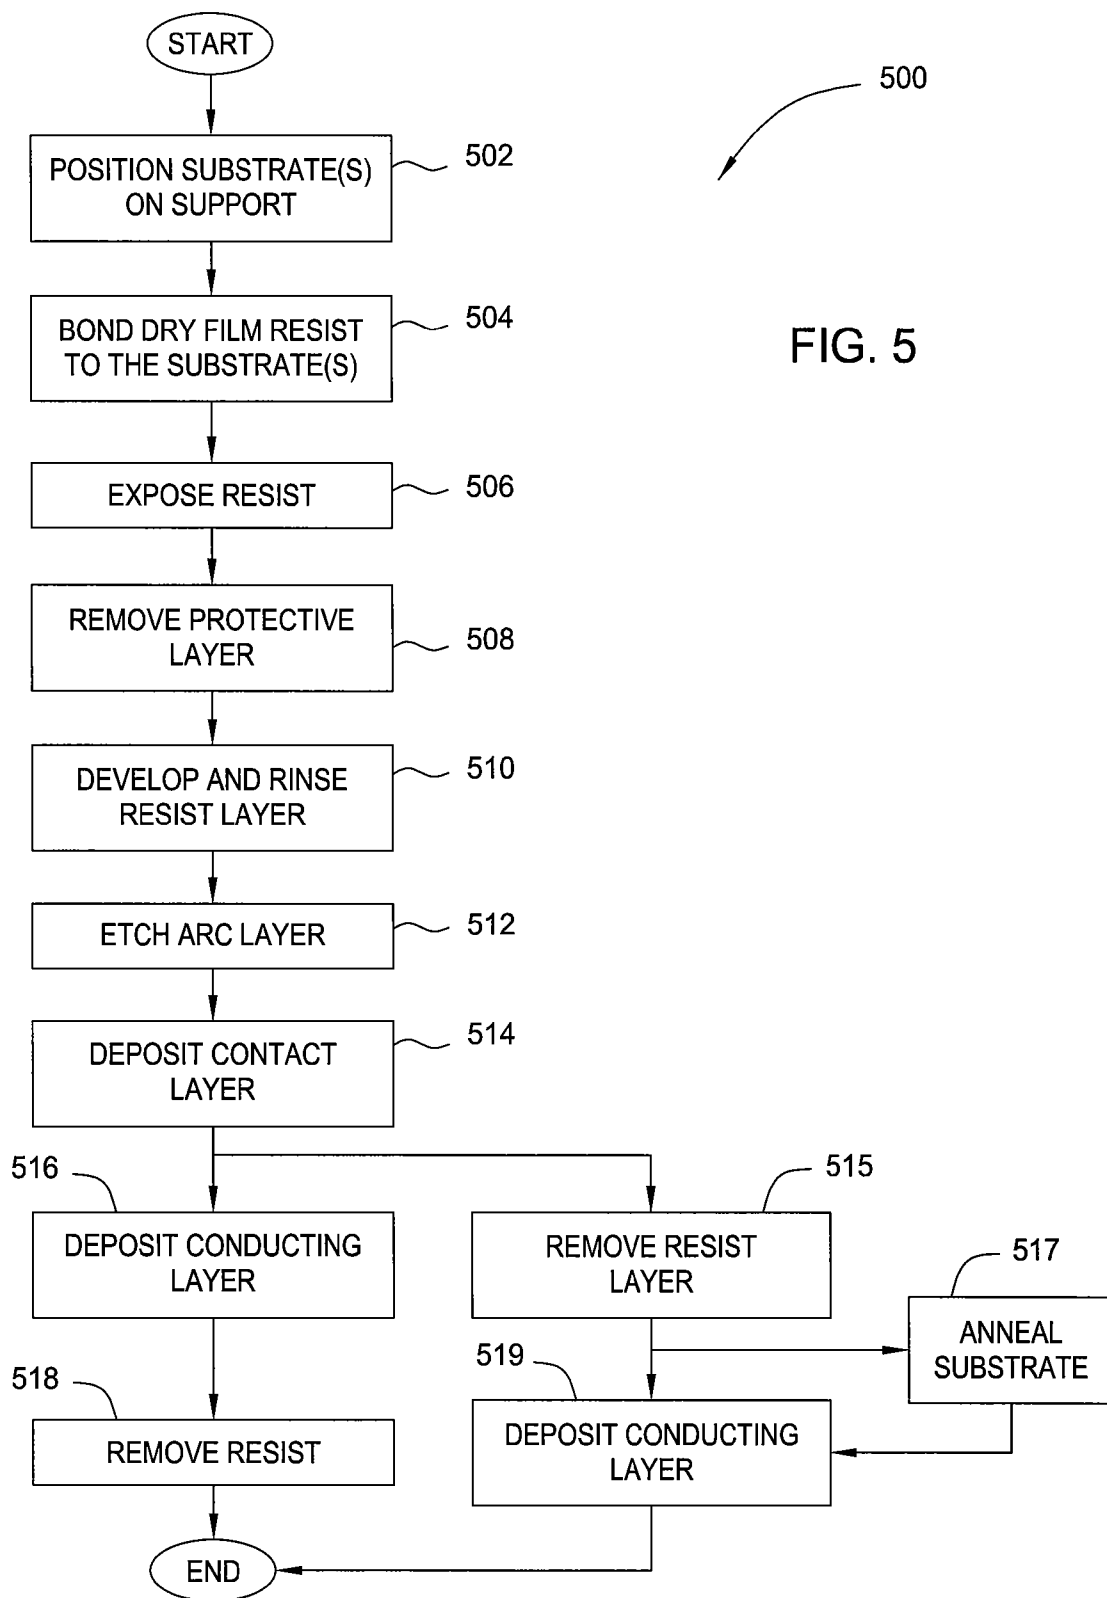 START
500
POSITION SUBSTRATE(S)
ON SUPPORT
502
BOND DRY FILM RESIST
TO THE SUBSTRATE(S)
504
FIG. 5
EXPOSE RESIST
506
REMOVE PROTECTIVE
LAYER
508
DEVELOP AND RINSE
RESIST LAYER
510
ETCH ARC LAYER
512
DEPOSIT CONTACT
LAYER
514
516
DEPOSIT CONDUCTING
LAYER
515
REMOVE RESIST
LAYER
517
ANNEAL
SUBSTRATE
518
REMOVE RESIST
519
DEPOSIT CONDUCTING
LAYER
END